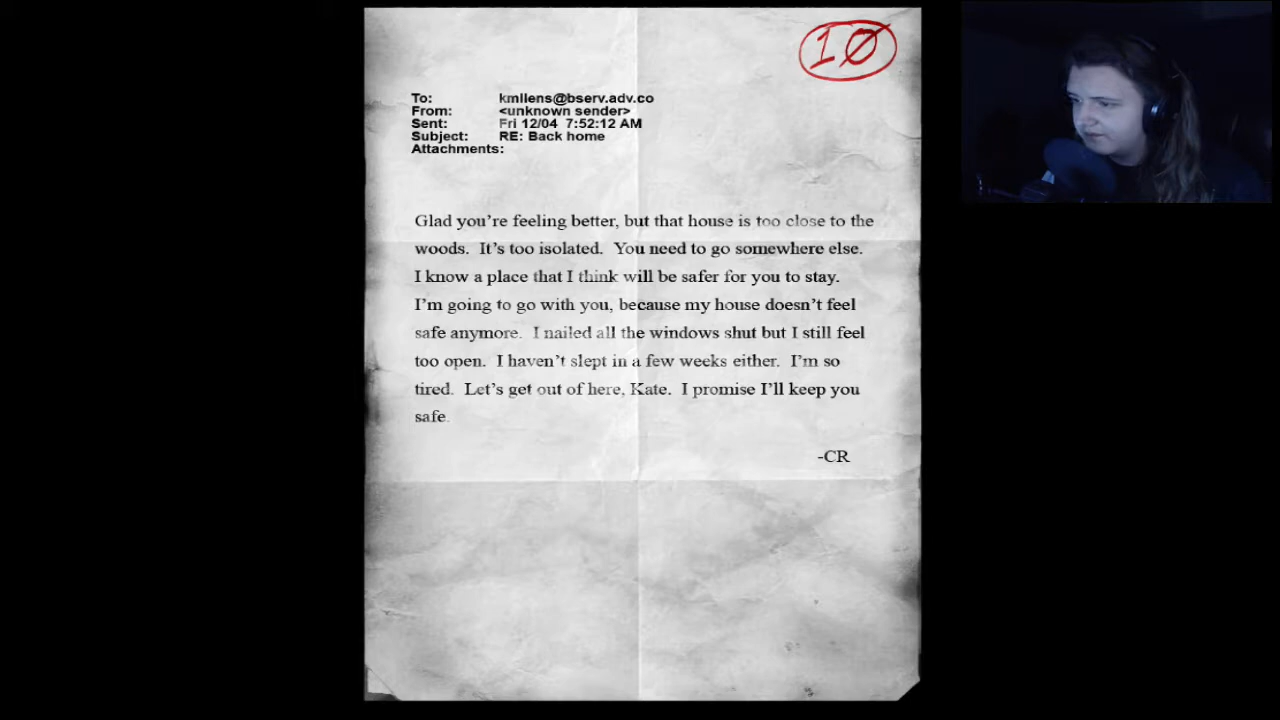 10
To: kmllens@bserv.adv.co
From: <unknown sender>
Sent: Fri 12/04 7:52:12 AM
Subject: RE: Back home
Attachments:
Glad you're feeling better, but that house is too close to the
woods. It's too isolated. You need to go somewhere else.
I know a place that I think will be safer for you to stay.
I'm going to go with you, because my house doesn't feel
safe anymore. I nailed all the windows shut but I still feel
too open. I haven't slept in a few weeks either. I'm so
tired. Let's get out of here, Kate. I promise I'll keep you
safe.
-CR